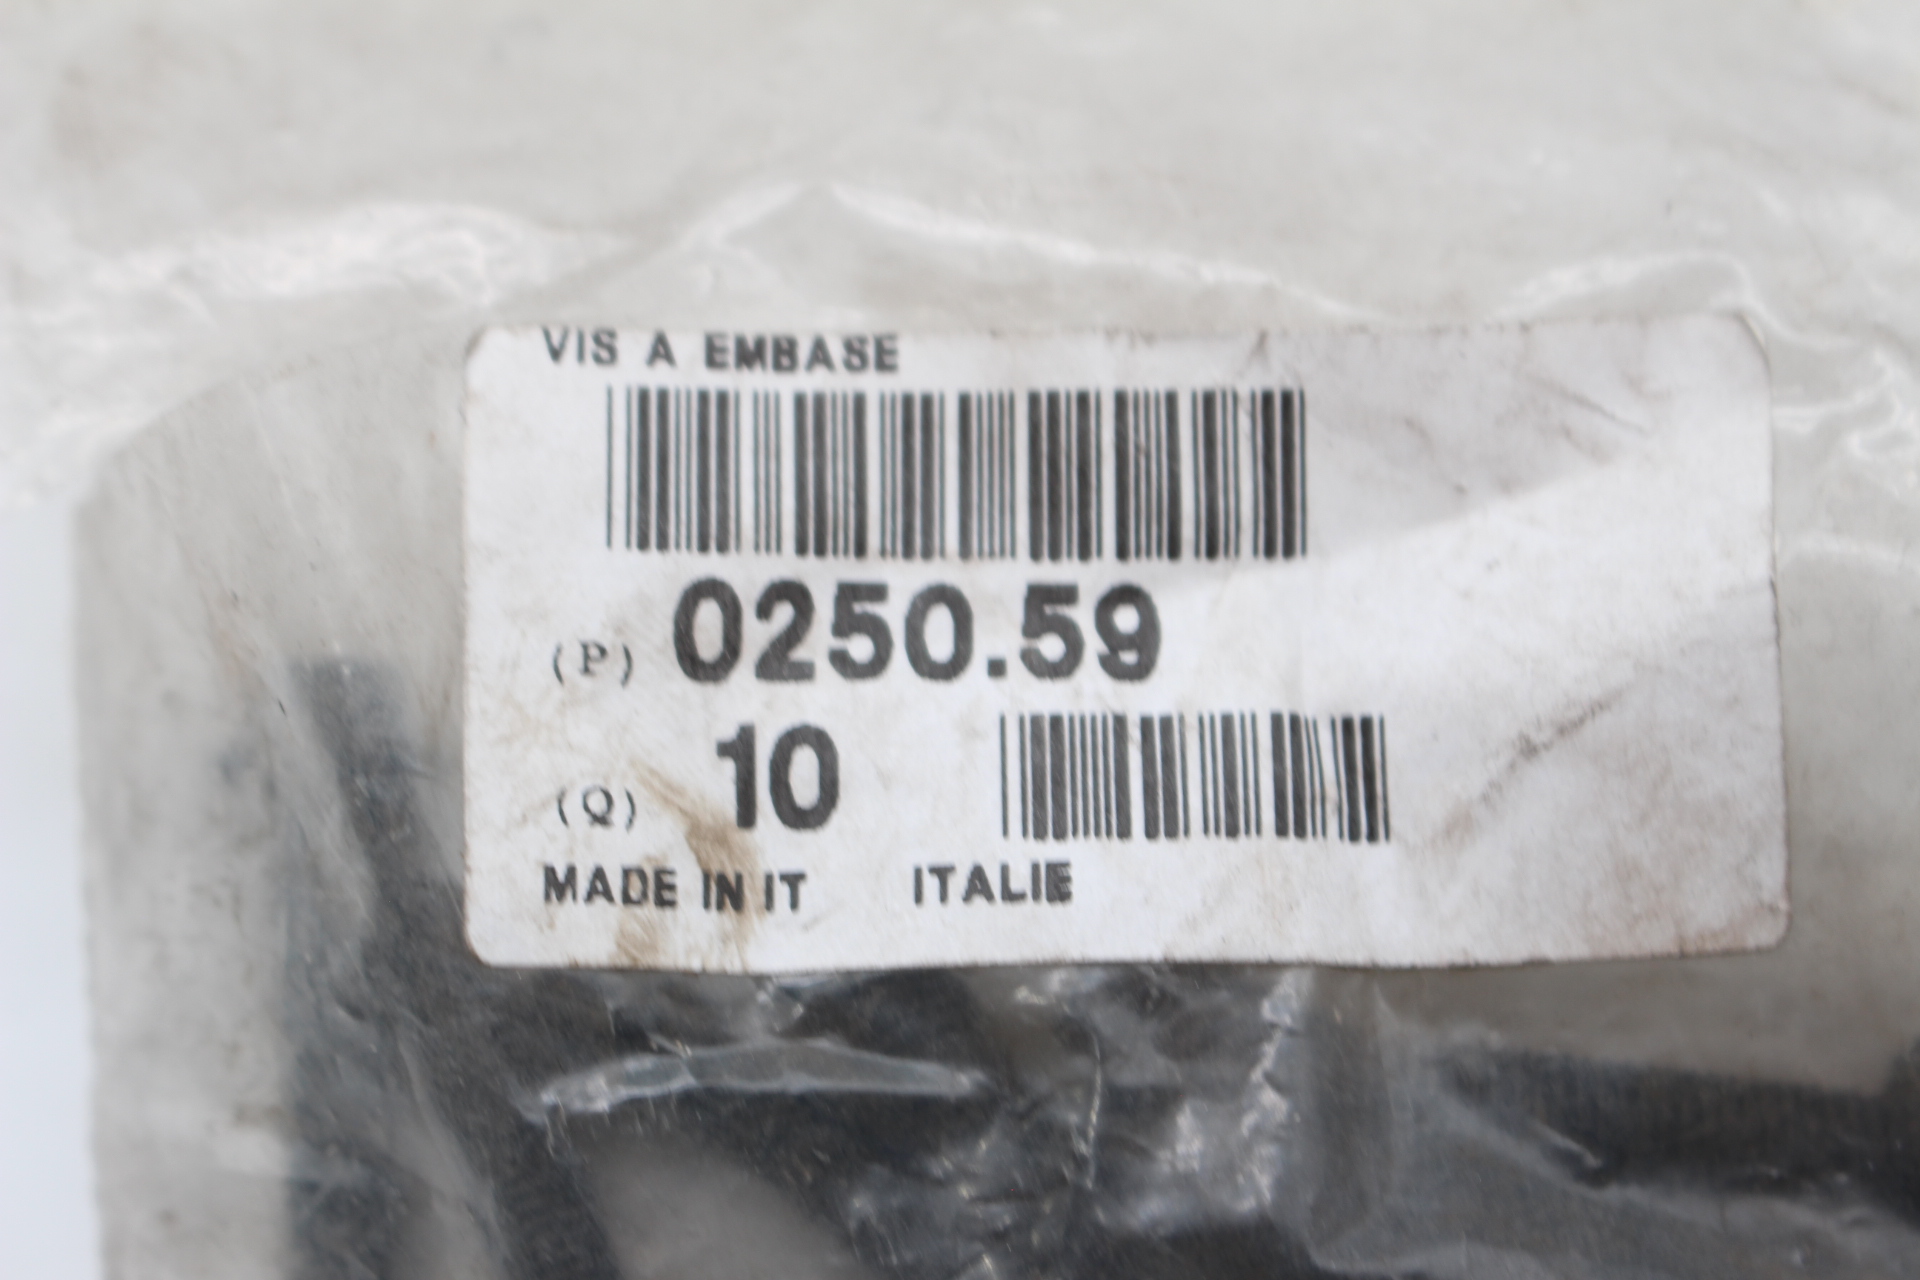 VIS A EMBASE
(P) 0250.59
(Q) 10
MADE IN IT ITALIE